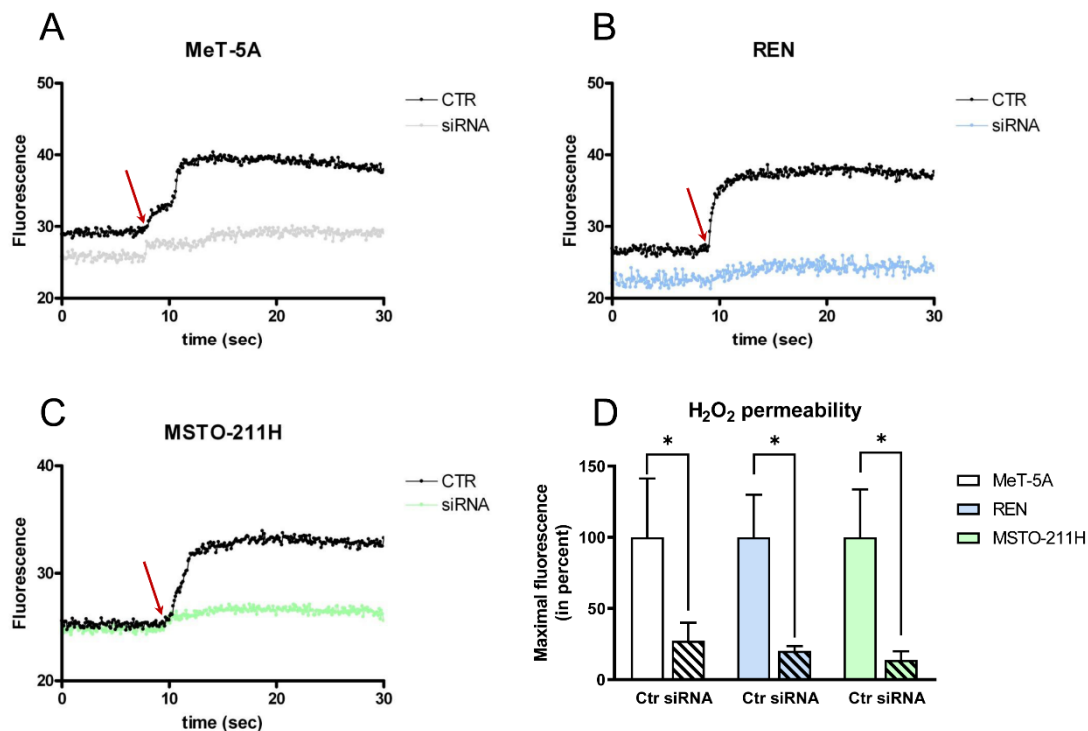 A
MeT-5A
50
40
30
20
Fluorescence
0 10 20 30
time (sec)
CTR
siRNA
B
REN
50
40
30
20
Fluorescence
0 10 20 30
time (sec)
CTR
siRNA
C
MSTO-211H
40
30
20
Fluorescence
0 10 20 30
time (sec)
CTR
siRNA
D
H₂O₂ permeability
* * *
150
100
50
0
Maximal fluorescence
(in percent)
Ctr siRNA Ctr siRNA Ctr siRNA
MeT-5A
REN
MSTO-211H